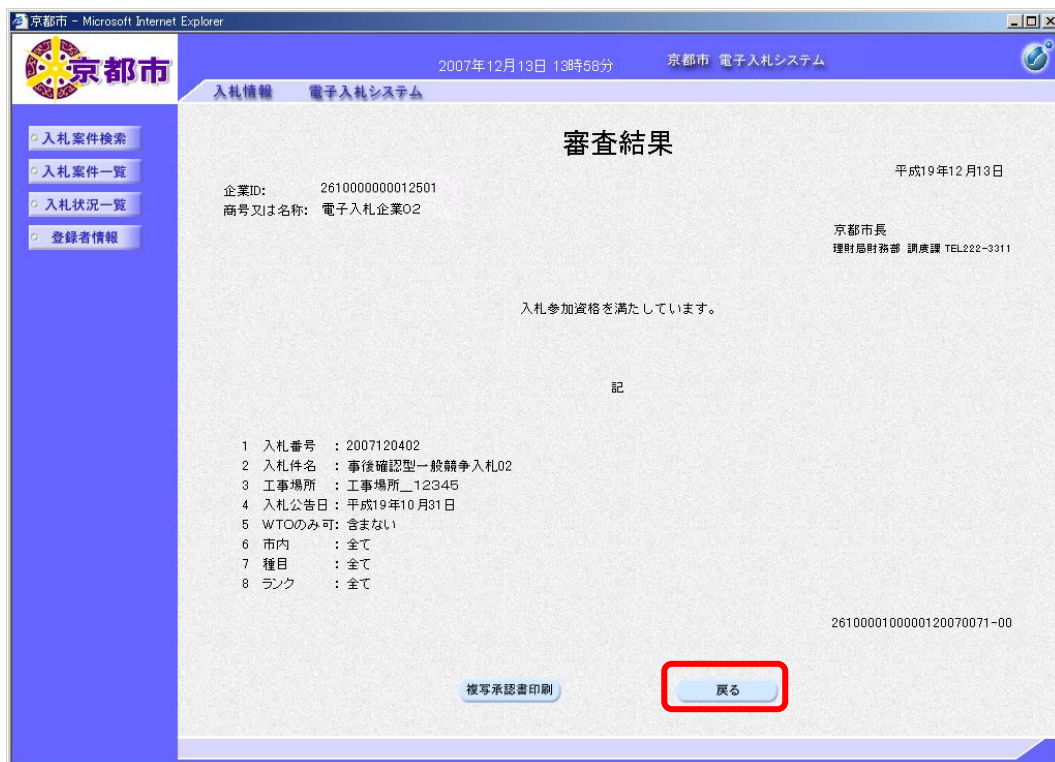 京都市 - Microsoft Internet Explorer
京都市
2007年12月13日 13時58分
京都市 電子入札システム
入札情報 電子入札システム
入札案件検索
入札案件一覧
入札状況一覧
登録者情報
審査結果
平成19年12月13日
企業ID: 2610000000012501
商号又は名称: 電子入札企業02
京都市長
理財局財務部 調度課 TEL222-3311
入札参加資格を満たしています。
記
1 入札番号 : 2007120402
2 入札件名 : 事後確認型一般競争入札02
3 工事場所 : 工事場所__12345
4 入札公告日 : 平成19年10月31日
5 WTOのみ可: 含まない
6 市内 : 全て
7 種目 : 全て
8 ランク : 全て
2610000100000120070071-00
複写承認書印刷
戻る